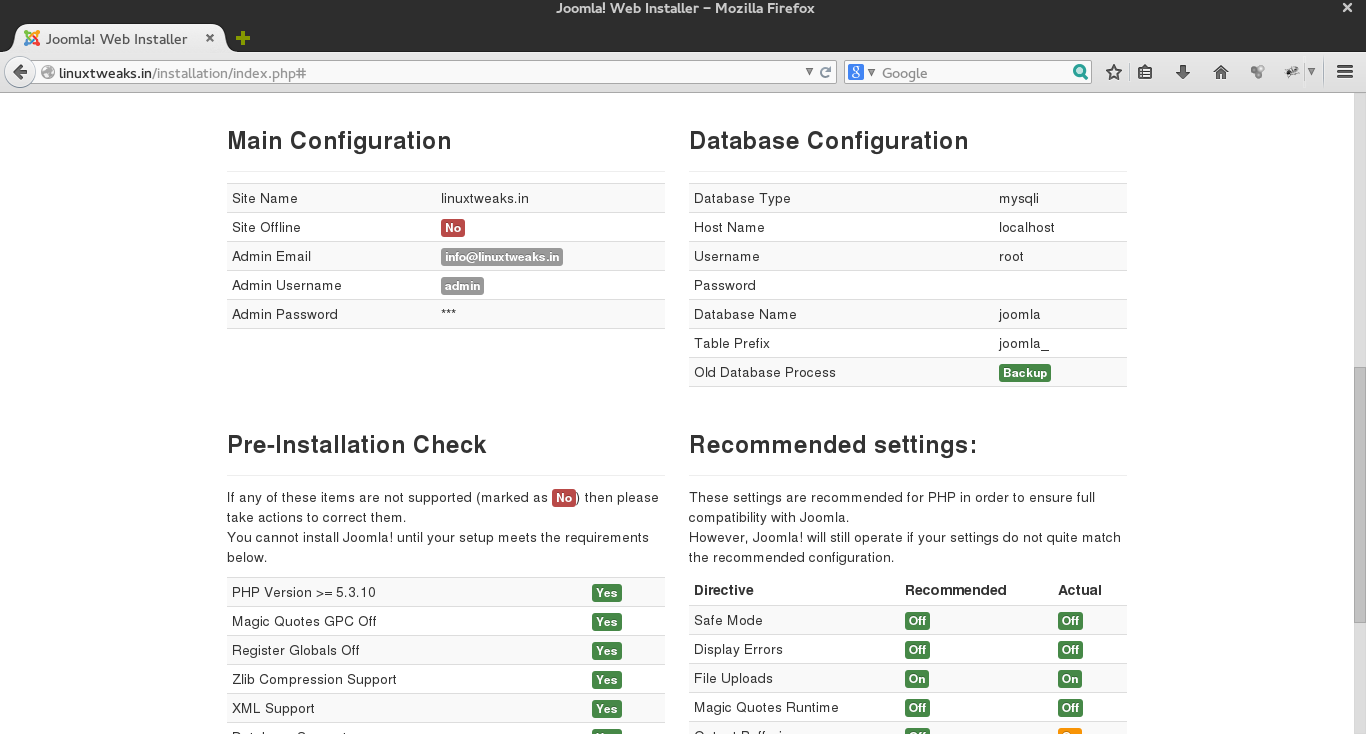 Joomla! Web Installer – Mozilla Firefox
Joomla! Web Installer
linuxtweaks.in/installation/index.php#
Google
Main Configuration
Site Name linuxtweaks.in
Site Offline No
Admin Email info@linuxtweaks.in
Admin Username admin
Admin Password ***
Database Configuration
Database Type mysqli
Host Name localhost
Username root
Password
Database Name joomla
Table Prefix joomla_
Old Database Process Backup
Pre-Installation Check
If any of these items are not supported (marked as No) then please
take actions to correct them.
You cannot install Joomla! until your setup meets the requirements
below.
PHP Version >= 5.3.10 Yes
Magic Quotes GPC Off Yes
Register Globals Off Yes
Zlib Compression Support Yes
XML Support Yes
Recommended settings:
These settings are recommended for PHP in order to ensure full
compatibility with Joomla.
However, Joomla! will still operate if your settings do not quite match
the recommended configuration.
Directive Recommended Actual
Safe Mode Off Off
Display Errors Off Off
File Uploads On On
Magic Quotes Runtime Off Off